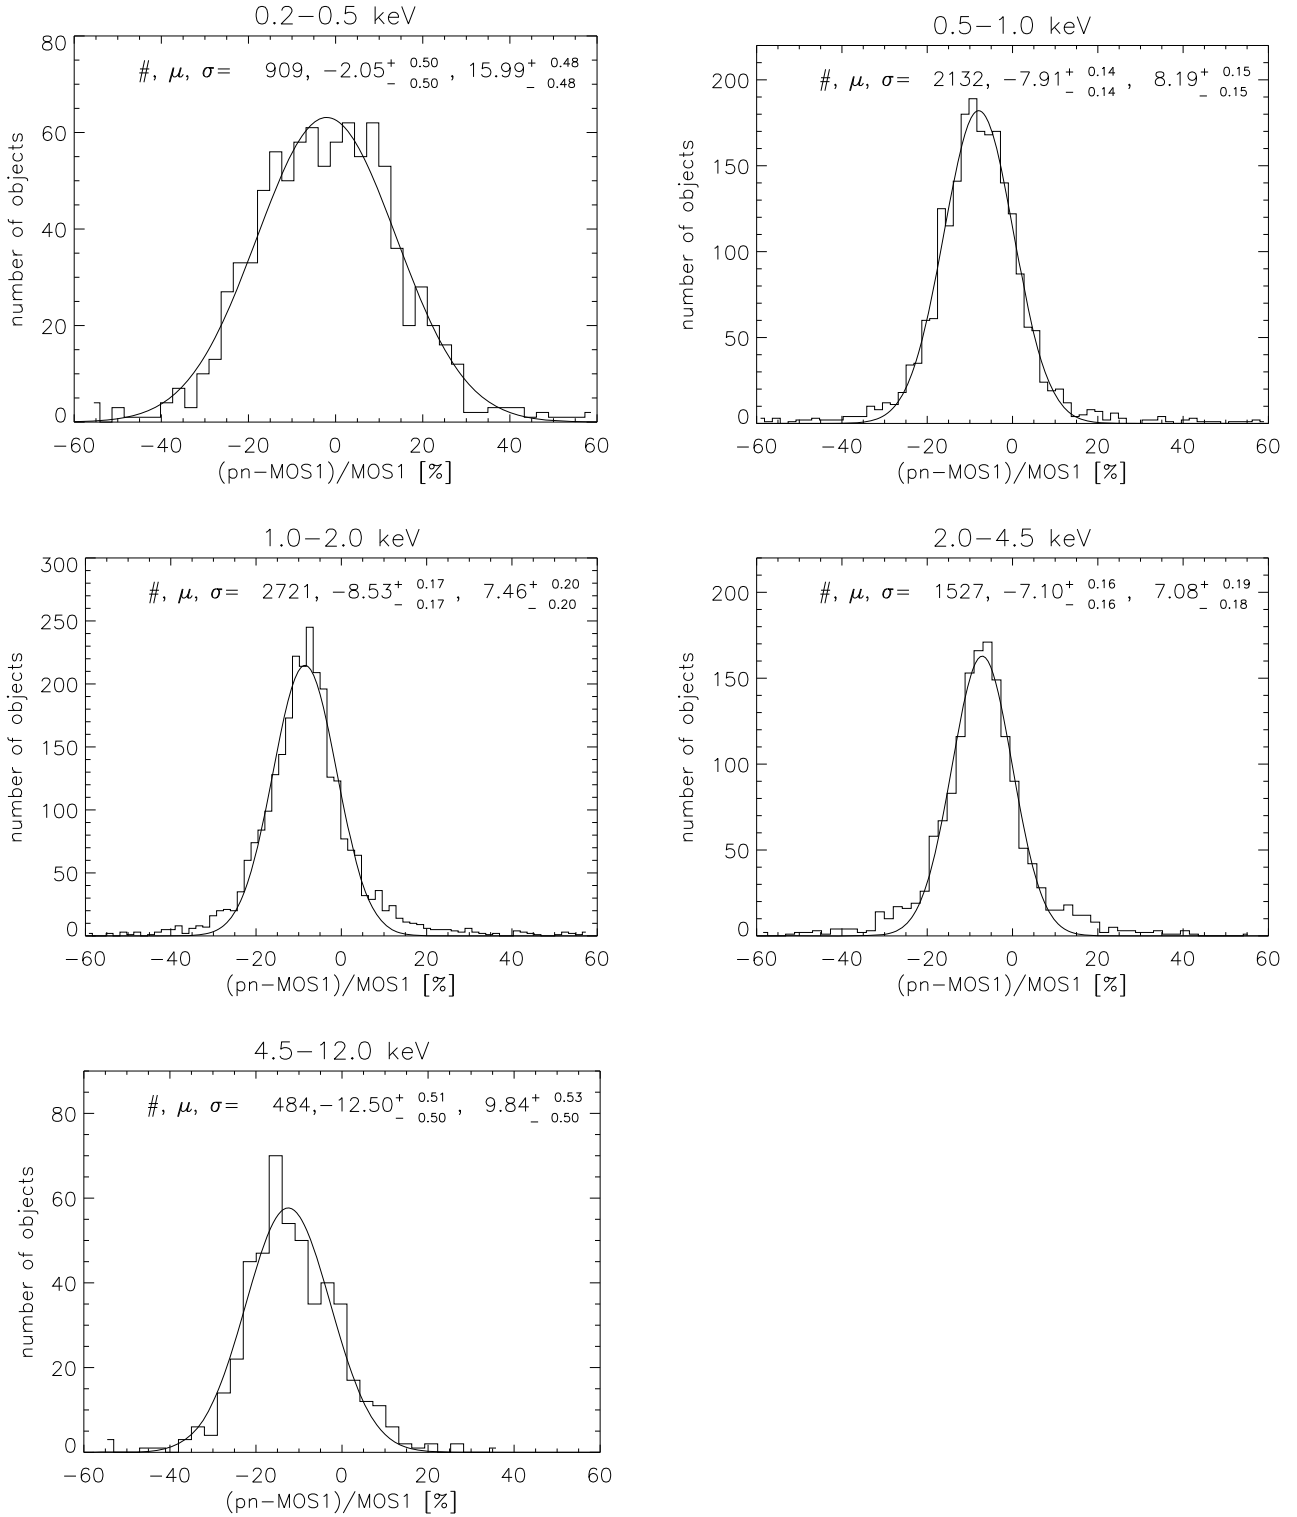 0.2−0.5 keV
#, μ, σ= 909, −2.05 + 0.50 − 0.50 , 15.99 + 0.48 − 0.48
80
60
40
20
0
number of objects
−60 −40 −20 0 20 40 60
(pn−MOS1)/MOS1 [%]
0.5−1.0 keV
#, μ, σ= 2132, −7.91 + 0.14 − 0.14 , 8.19 + 0.15 − 0.15
200
150
100
50
0
number of objects
−60 −40 −20 0 20 40 60
(pn−MOS1)/MOS1 [%]
1.0−2.0 keV
#, μ, σ= 2721, −8.53 + 0.17 − 0.17 , 7.46 + 0.20 − 0.20
300
250
200
150
100
50
0
number of objects
−60 −40 −20 0 20 40 60
(pn−MOS1)/MOS1 [%]
2.0−4.5 keV
#, μ, σ= 1527, −7.10 + 0.16 − 0.16 , 7.08 + 0.19 − 0.18
200
150
100
50
0
number of objects
−60 −40 −20 0 20 40 60
(pn−MOS1)/MOS1 [%]
4.5−12.0 keV
#, μ, σ= 484,−12.50 + 0.51 − 0.50 , 9.84 + 0.53 − 0.50
80
60
40
20
0
number of objects
−60 −40 −20 0 20 40 60
(pn−MOS1)/MOS1 [%]